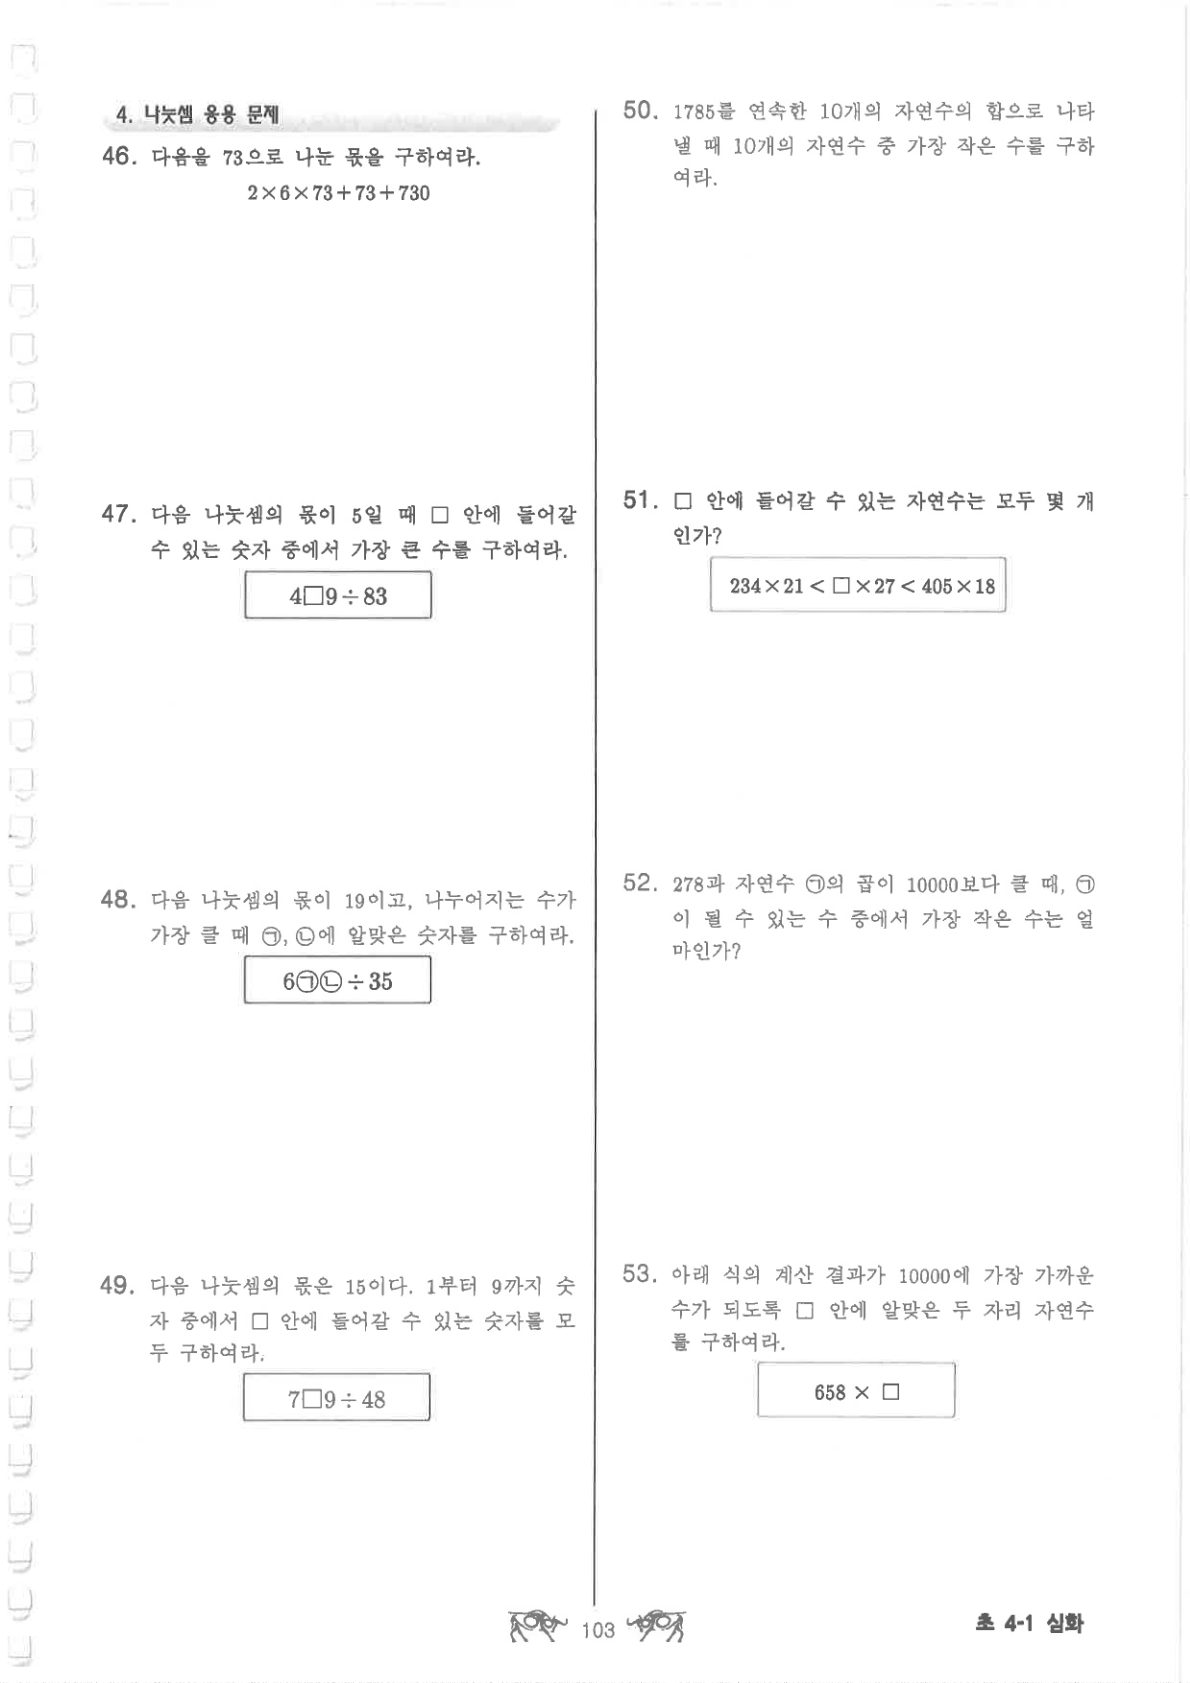 4. 나눗셈 응용 문제
46. 다음을 73으로 나눈 몫을 구하여라.
2×6×73+73+730
47. 다음 나눗셈의 몫이 5일 때 □ 안에 들어갈
수 있는 숫자 중에서 가장 큰 수를 구하여라.
4□9÷83
48. 다음 나눗셈의 몫이 19이고, 나누어지는 수가
가장 클 때 ㉠, ㉡에 알맞은 숫자를 구하여라.
6㉠㉡÷35
49. 다음 나눗셈의 몫은 15이다. 1부터 9까지 숫
자 중에서 □ 안에 들어갈 수 있는 숫자를 모
두 구하여라.
7□9÷48
50. 1785를 연속한 10개의 자연수의 합으로 나타
낼 때 10개의 자연수 중 가장 작은 수를 구하
여라.
51. □ 안에 들어갈 수 있는 자연수는 모두 몇 개
인가?
234×21<□×27<405×18
52. 278과 자연수 ㉠의 곱이 10000보다 클 때, ㉠
이 될 수 있는 수 중에서 가장 작은 수는 얼
마인가?
53. 아래 식의 계산 결과가 10000에 가장 가까운
수가 되도록 □ 안에 알맞은 두 자리 자연수
를 구하여라.
658 × □
103
초 4-1 심화